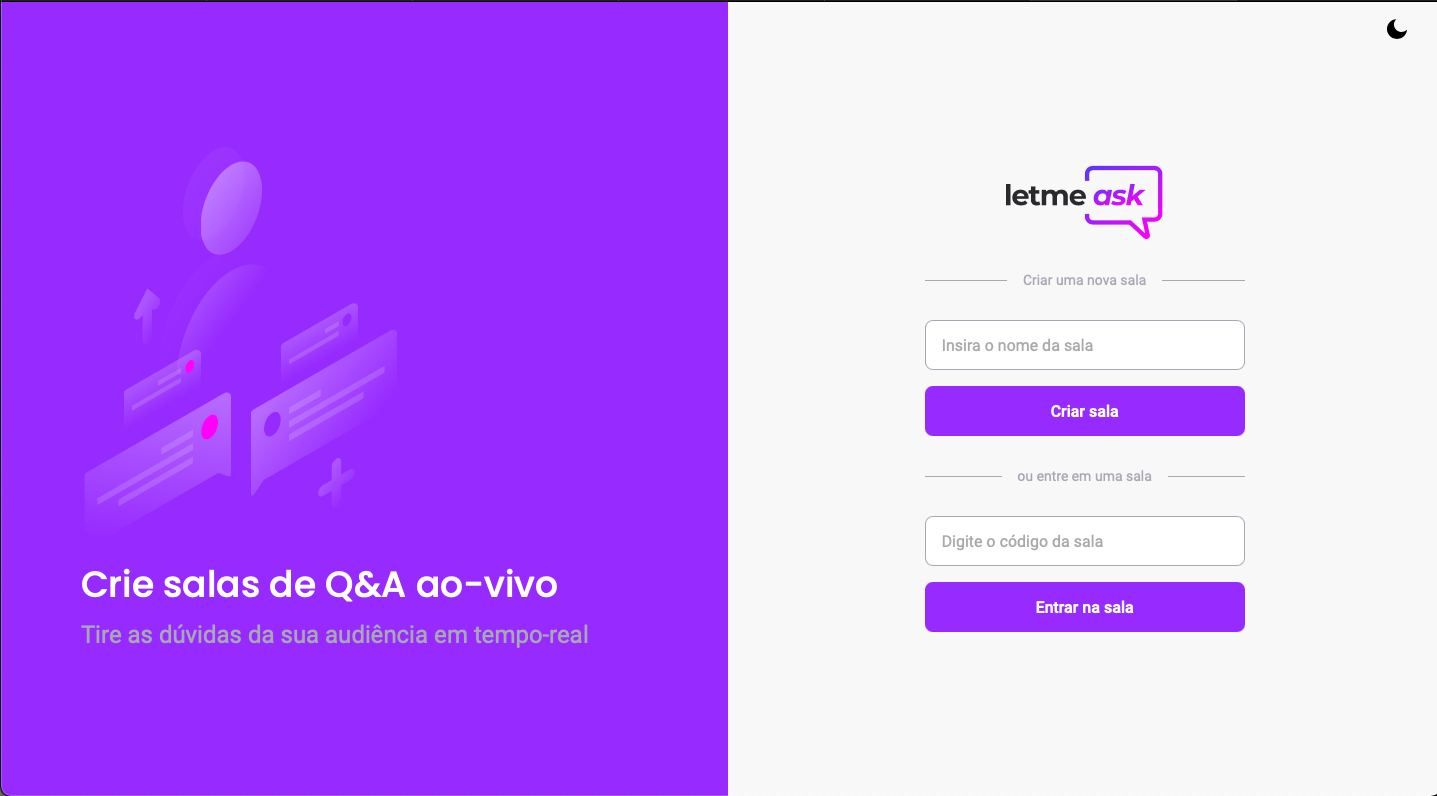 Crie salas de Q&A ao-vivo
Tire as dúvidas da sua audiência em tempo-real
letme ask
Criar uma nova sala
Insira o nome da sala
Criar sala
ou entre em uma sala
Digite o código da sala
Entrar na sala